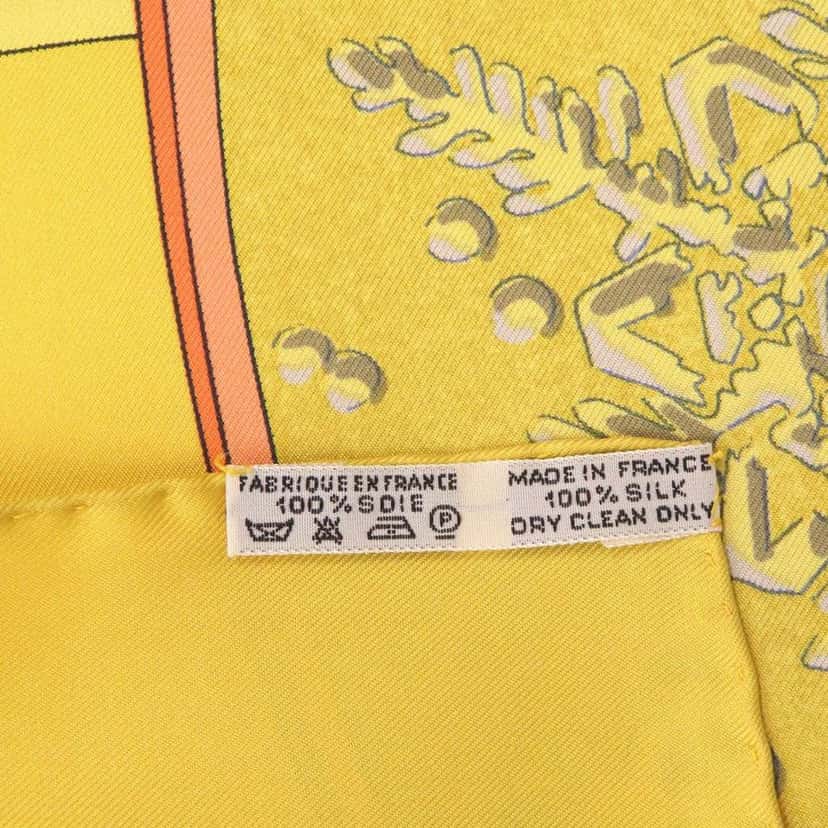 FABRIQUE EN FRANCE
100% SOIE
P
MADE IN FRANCE
100% SILK
DRY CLEAN ONLY